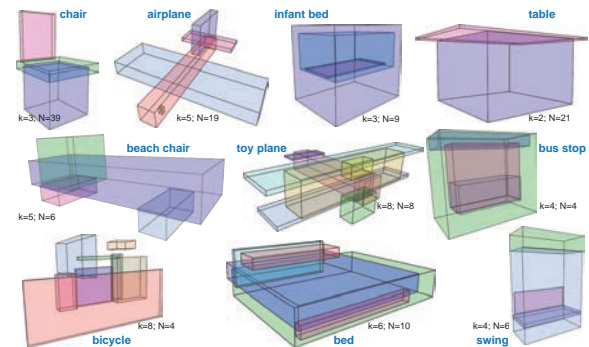 chair
airplane
infant bed
table
k=3; N=39
k=5; N=19
k=3; N=9
k=2; N=21
beach chair
toy plane
bus stop
k=5; N=6
k=8; N=8
k=4; N=4
k=8; N=4
k=6; N=10
k=4; N=6
bicycle
bed
swing